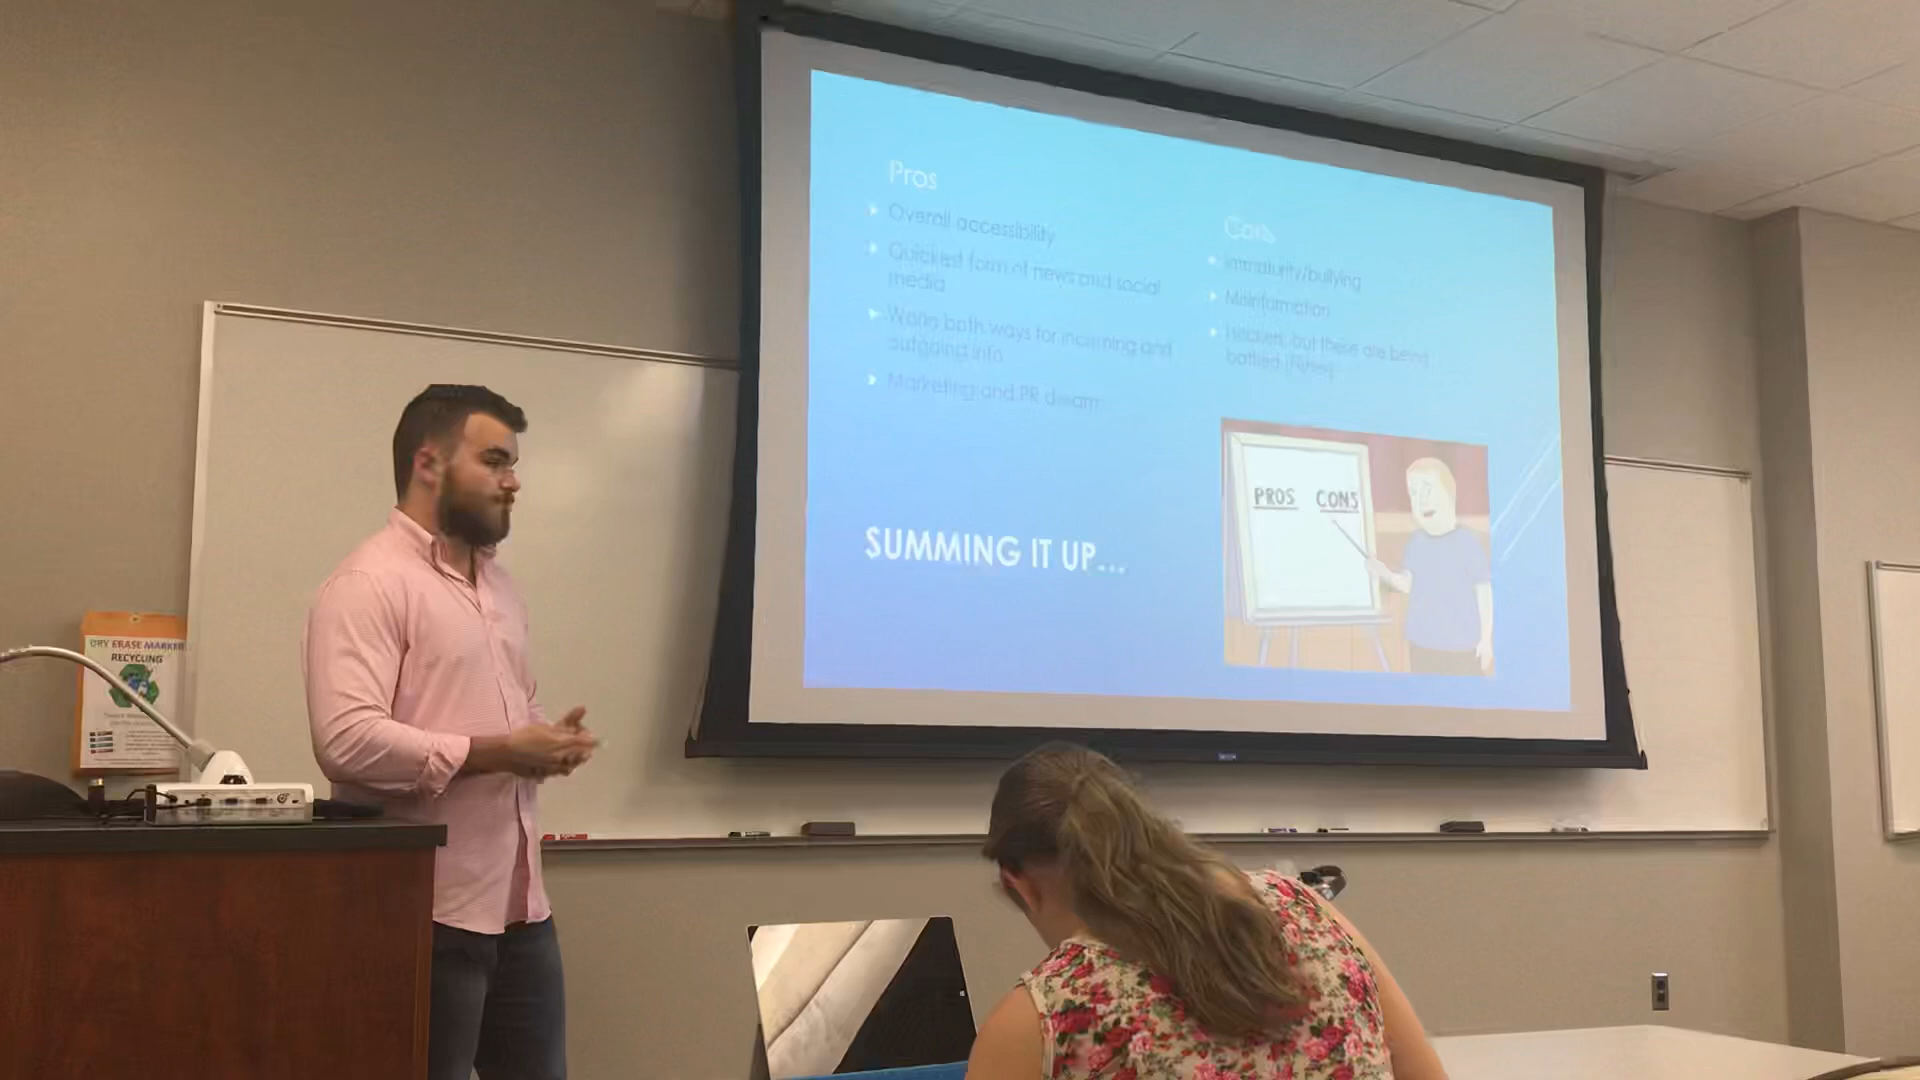 Pros
Overall accessibility
Quickest form of news and social
media
Works both ways for incoming and
outgoing info
Marketing and PR dream
Cons
Immaturity/bullying
Misinformation
but these are being
SUMMING IT UP...
PROS CONS
DRY ERASE MARKER
RECYCLING